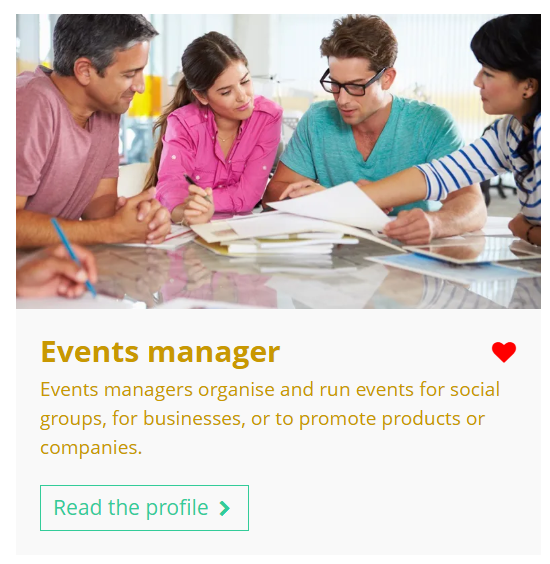 Events manager
Events managers organise and run events for social
groups, for businesses, or to promote products or
companies.
Read the profile